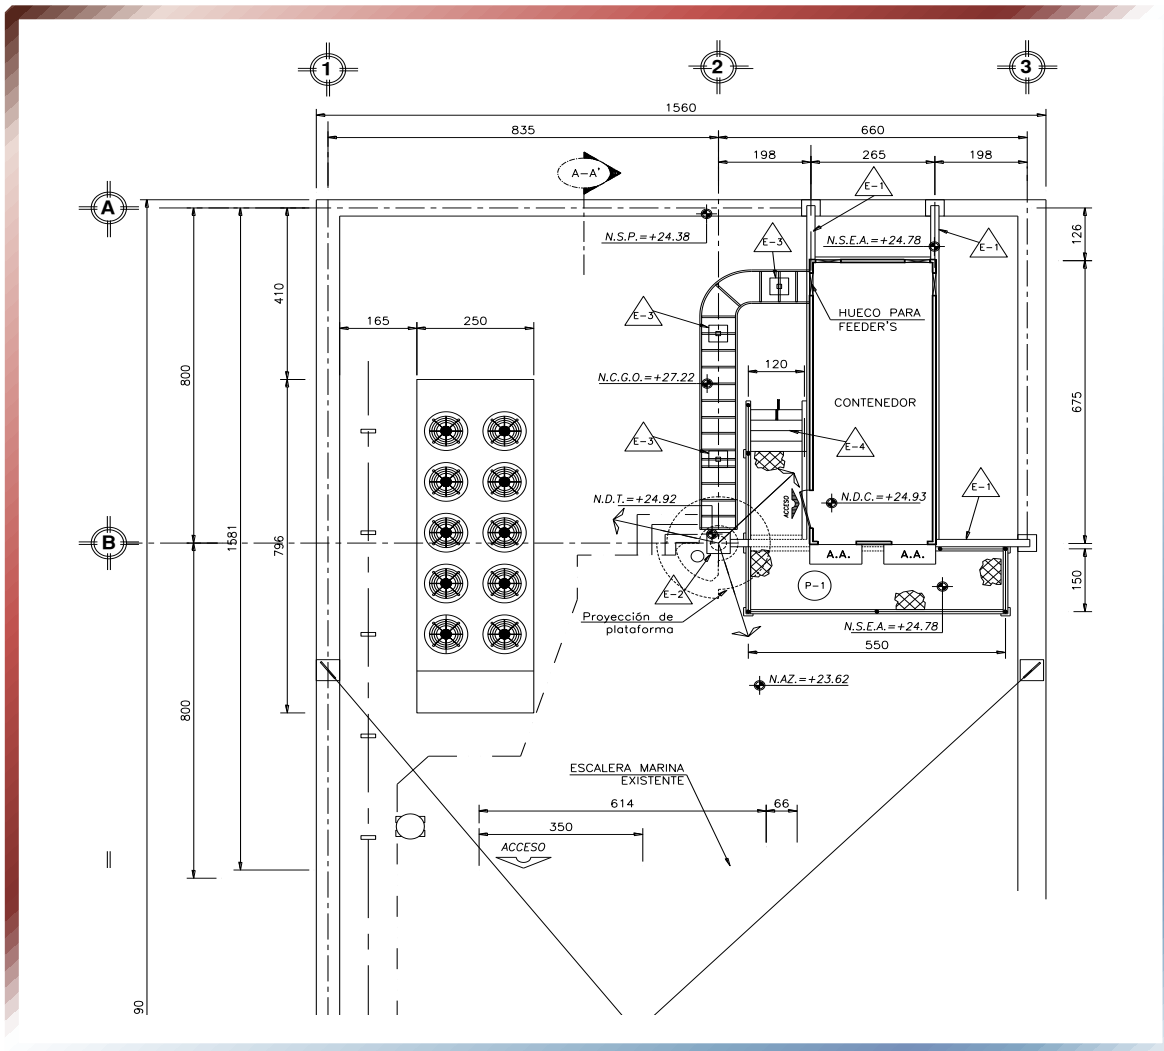 1
2
3
1560
835
660
198
265
198
A-A'
E-1
A
N.S.P.=+24.38
E-3
N.S.E.A.=+24.78
E-1
126
410
HUECO PARA
FEEDER'S
E-3
165
250
N.C.G.O.=+27.22
120
800
CONTENEDOR
675
E-3
E-4
N.D.T.=+24.92
ACCESO
N.D.C.=+24.93
E-1
B
1581
796
A.A.
A.A.
E-2
P-1
150
Proyección de
plataforma
N.S.E.A.=+24.78
550
N.AZ.=+23.62
800
ESCALERA MARINA
EXISTENTE
614
66
350
ACCESO
90